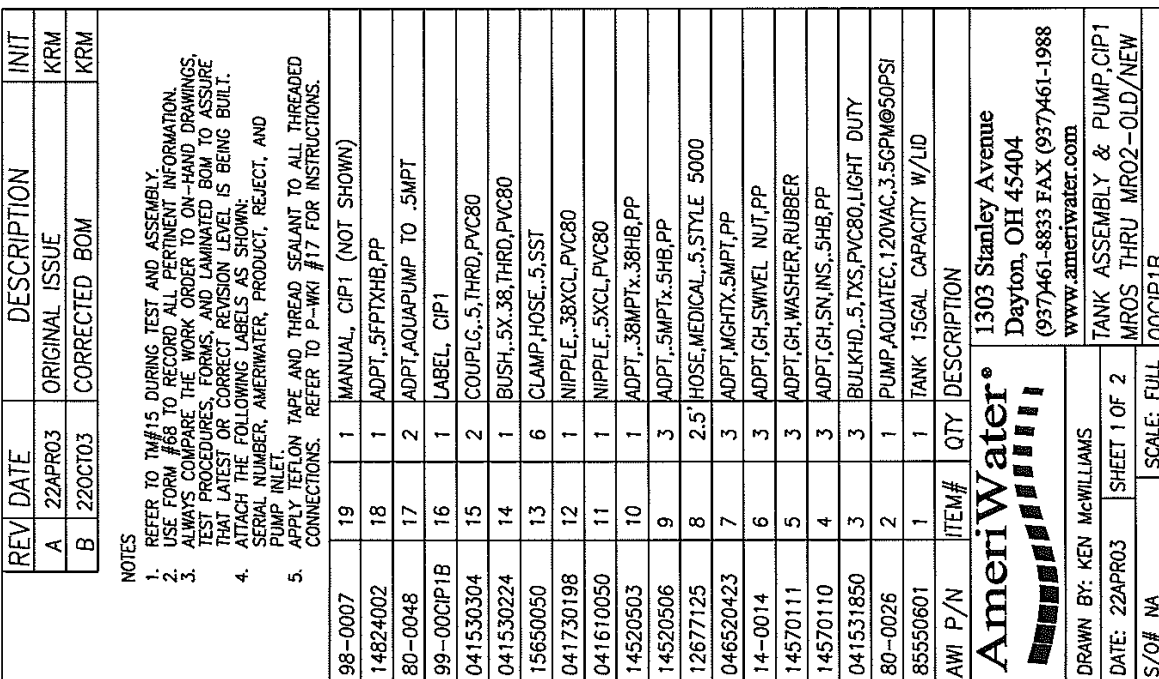 REV DATE DESCRIPTION INIT
A 22APR03 ORIGINAL ISSUE KRM
B 22OCT03 CORRECTED BOM KRM
NOTES
1. REFER TO TM#15 DURING TEST AND ASSEMBLY.
2. USE FORM #68 TO RECORD ALL PERTINENT INFORMATION.
3. ALWAYS COMPARE THE WORK ORDER TO ON-HAND DRAWINGS,
TEST PROCEDURES, FORMS, AND LAMINATED BOM TO ASSURE
THAT LATEST OR CORRECT REVISION LEVEL IS BEING BUILT.
4. ATTACH THE FOLLOWING LABELS AS SHOWN:
SERIAL NUMBER, AMERIWATER, PRODUCT, REJECT, AND
PUMP INLET.
5. APPLY TEFLON TAPE AND THREAD SEALANT TO ALL THREADED
CONNECTIONS. REFER TO P-WKI #17 FOR INSTRUCTIONS.
98-0007 19 1 MANUAL, CIP1 (NOT SHOWN)
14824002 18 1 ADPT,.5FPTXHB,PP
80-0048 17 2 ADPT,AQUAPUMP TO .5MPT
99-00CIP1B 16 1 LABEL, CIP1
041530304 15 2 COUPLG,.5,THRD,PVC80
041530224 14 1 BUSH,.5X.38,THRD,PVC80
15650050 13 6 CLAMP,HOSE,.5,SST
041730198 12 1 NIPPLE,.38XCL,PVC80
041610050 11 1 NIPPLE,.5XCL,PVC80
14520503 10 1 ADPT,.38MPTx.38HB,PP
14520506 9 3 ADPT,.5MPTx.5HB,PP
12677125 8 2.5' HOSE,MEDICAL,.5,STYLE 5000
046520423 7 3 ADPT,MGHTX.5MPT,PP
14-0014 6 3 ADPT,GH,SWIVEL NUT,PP
14570111 5 3 ADPT,GH,WASHER,RUBBER
14570110 4 3 ADPT,GH,SN,INS,.5HB,PP
041531850 3 3 BULKHD,.5,TXS,PVC80,LIGHT DUTY
80-0026 2 1 PUMP,AQUATEC,120VAC,3.5GPM@50PSI
85550601 1 1 TANK 15GAL CAPACITY W/LID
AWI P/N ITEM# QTY DESCRIPTION
AmeriWater®
1303 Stanley Avenue
Dayton, OH 45404
(937)461-8833 FAX (937)461-1988
www.ameriwater.com
DRAWN BY: KEN McWILLIAMS
TANK ASSEMBLY & PUMP,CIP1
DATE: 22APR03 SHEET 1 OF 2
MROS THRU MRO2-OLD/NEW
S/O# NA SCALE: FULL 00CIP1B